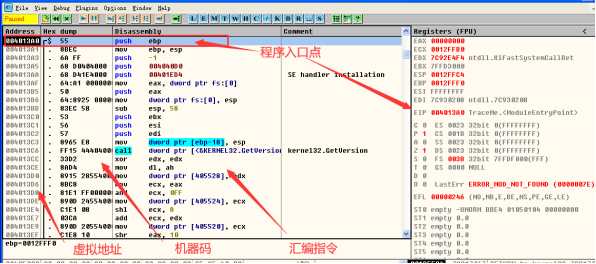 File View Debug Plugins Options Window Help
Paused
L E M T W H C / K B R ... S
Address Hex dump Disassembly Comment Registers (FPU) <
004013A0 $ 55 push ebp EAX 00000000
004013A1 . 8BEC mov ebp, esp ECX 0012FFB0
004013A3 . 6A FF push -1 EDX 7C92E4F4 ntdll.KiFastSystemCallRet
004013A5 . 68 D0404000 push 004040D0 EBX 7FFD3000
004013AA . 68 D41E4000 push 00401ED4 SE handler installation ESP 0012FFC4
004013AF . 64:A1 000000 mov eax, dword ptr fs:[0] EBP 0012FFF0
004013B5 . 50 push eax ESI FFFFFFFF
004013B6 . 64:8925 0000 mov dword ptr fs:[0], esp EDI 7C930208 ntdll.7C930208
004013BD . 83EC 58 sub esp, 58 EIP 004013A0 TraceMe.<ModuleEntryPoint>
004013C0 . 53 push ebx
004013C1 . 56 push esi C 0 ES 0023 32bit 0(FFFFFFFF)
004013C2 . 57 push edi P 1 CS 001B 32bit 0(FFFFFFFF)
004013C3 . 8965 E8 mov dword ptr [ebp-18], esp A 0 SS 0023 32bit 0(FFFFFFFF)
004013C6 . FF15 4440400 call dword ptr [<&KERNEL32.GetVersion kernel32.GetVersion Z 1 DS 0023 32bit 0(FFFFFFFF)
004013CC . 33D2 xor edx, edx S 0 FS 003B 32bit 7FFDF000(FFF)
004013CE . 8AD4 mov dl, ah T 0 GS 0000 NULL
004013D0 . 8915 2855400 mov dword ptr [405528], edx D 0
004013D6 . 8BC8 mov ecx, eax O 0 LastErr ERROR_MOD_NOT_FOUND (0000007E)
004013D8 . 81E1 FF00000 and ecx, 0FF
004013DE . 890D 2455400 mov dword ptr [405524], ecx EFL 00000246 (NO,NB,E,BE,NS,PE,GE,LE)
004013E4 . C1E1 08 shl ecx, 8 ST0 empty
004013E7 . 03CA add ecx, edx ST1 empty 0.0
004013E9 . 890D 2055400 mov dword ptr [405520], ecx ST2 empty 0.0
004013EF . C1E8 10 shr eax, 10 ST3 empty 0.0
ebp=0012FFF0
程序入口点
虚拟地址
机器码
汇编指令